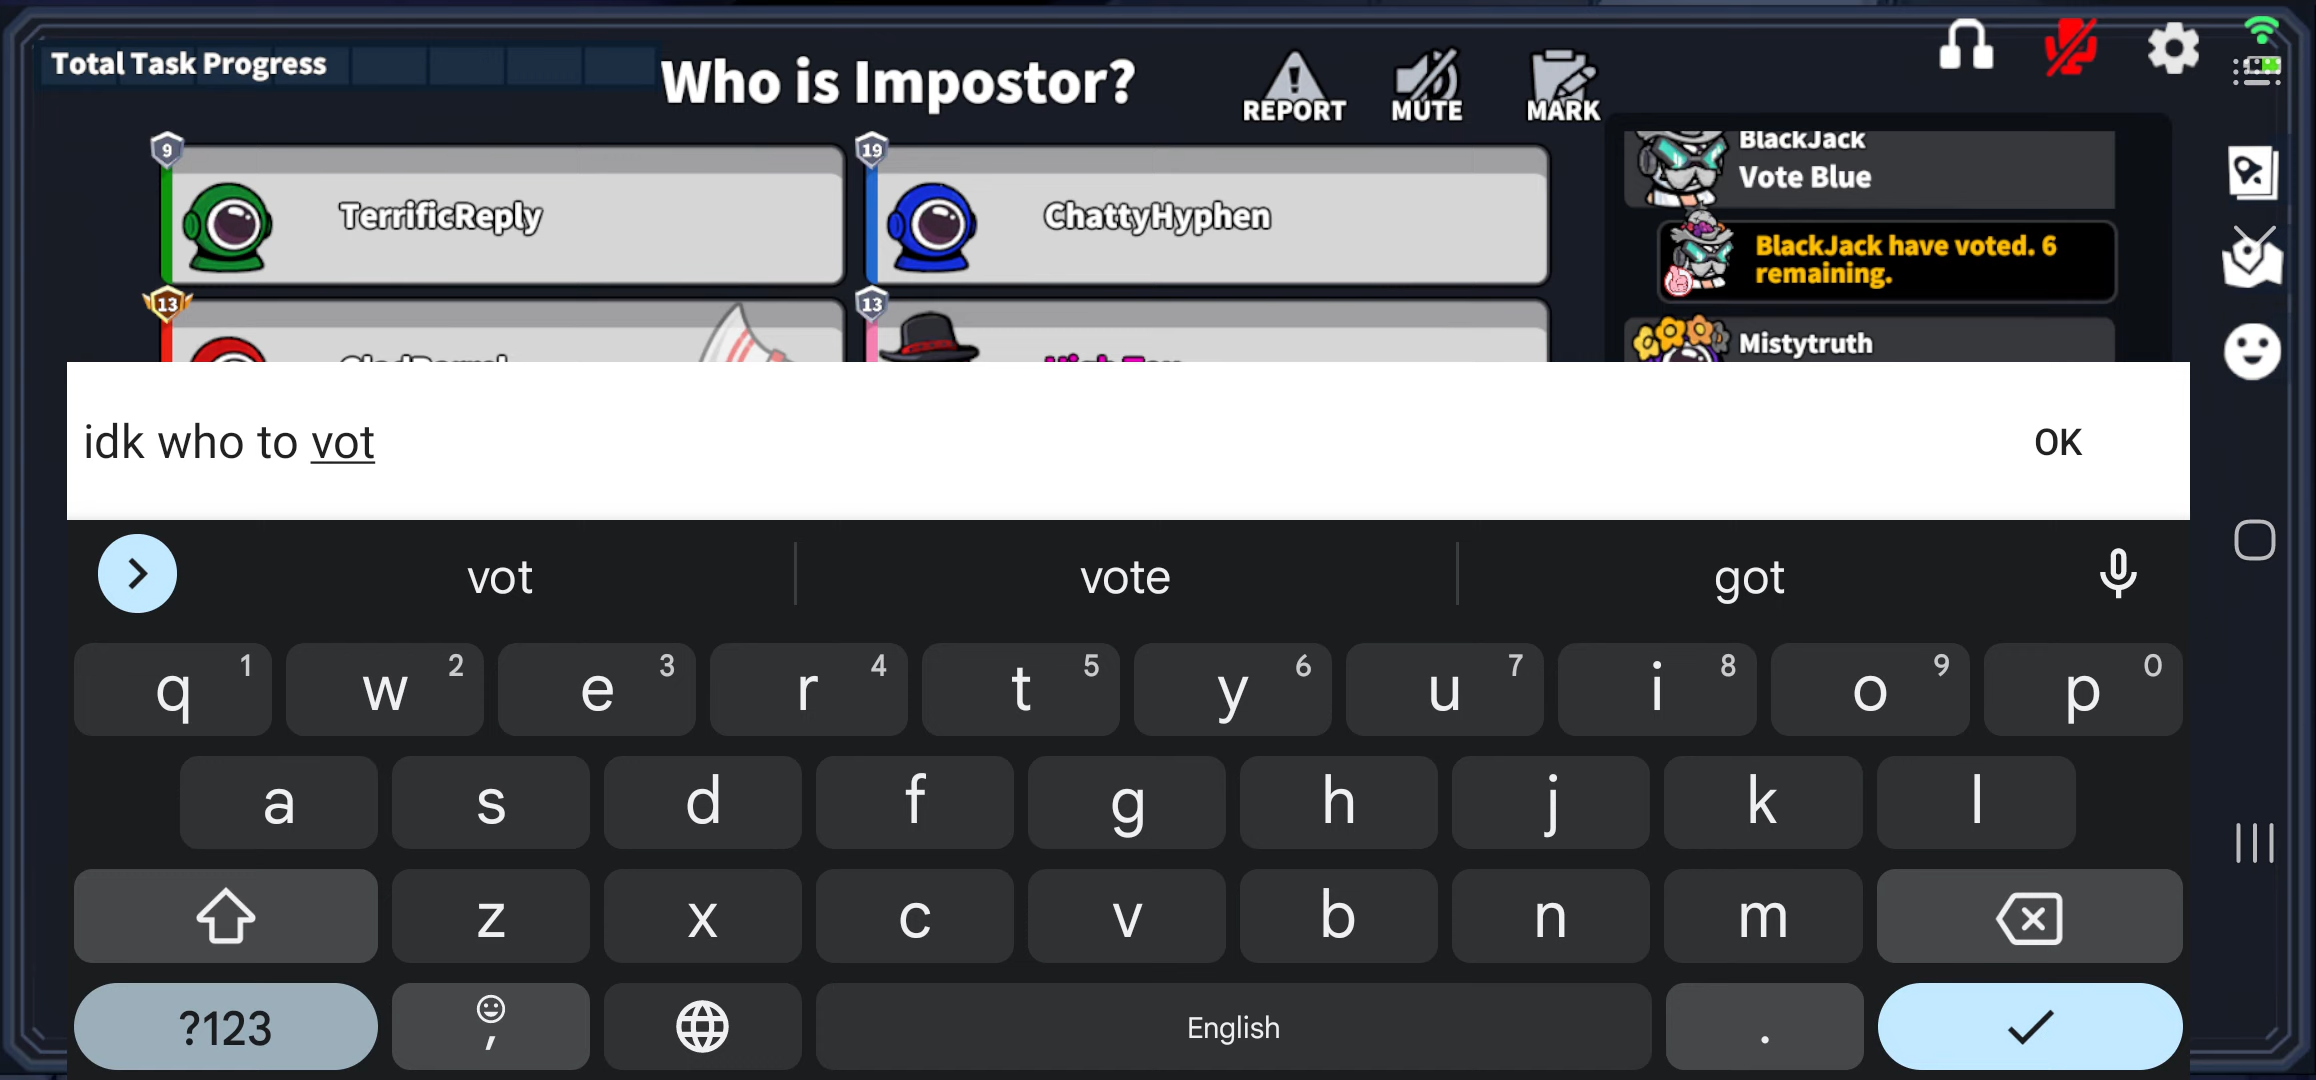 Total Task Progress
Who is Impostor?
REPORT
MUTE
MARK
9
TerrificReply
19
ChattyHyphen
13
13
BlackJack
Vote Blue
BlackJack have voted. 6
remaining.
Mistytruth
idk who to vot
OK
vot
vote
got
q 1 w 2 e 3 r 4 t 5 y 6 u 7 i 8 o 9 p 0
a s d f g h j k l
z x c v b n m
?123 , English .